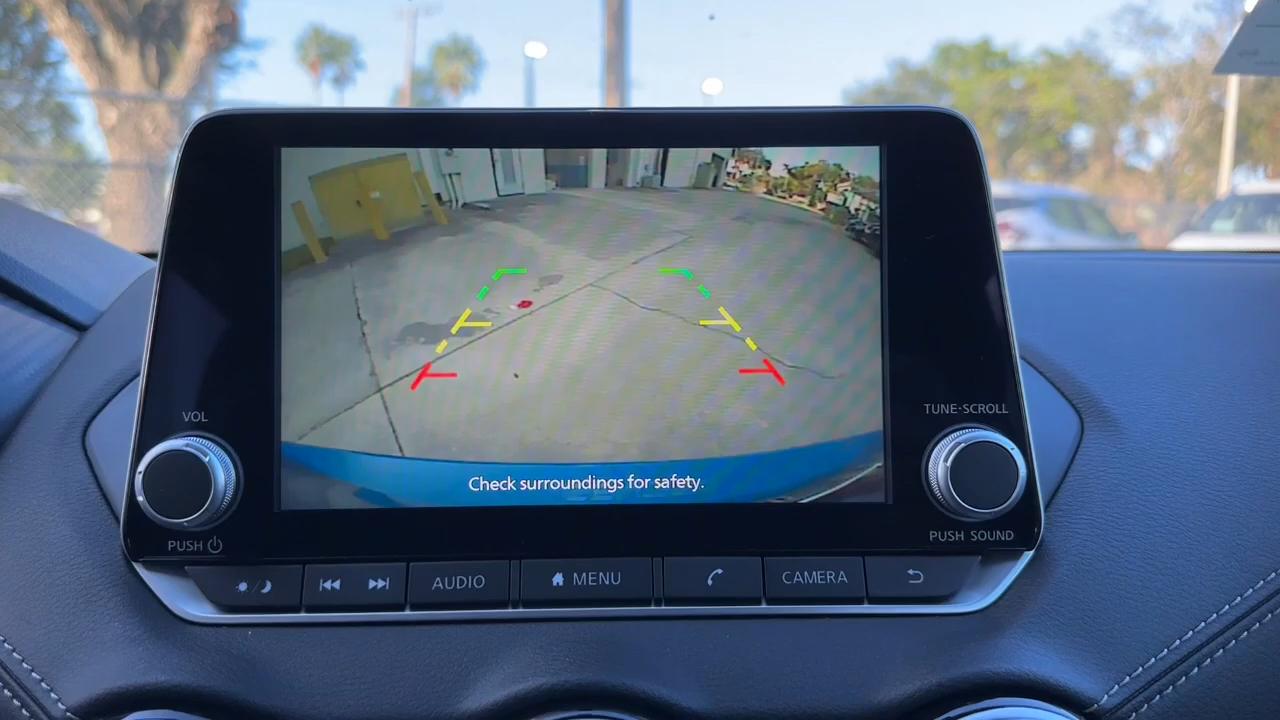 VOL
TUNE·SCROLL
Check surroundings for safety.
PUSH
PUSH SOUND
AUDIO
MENU
CAMERA